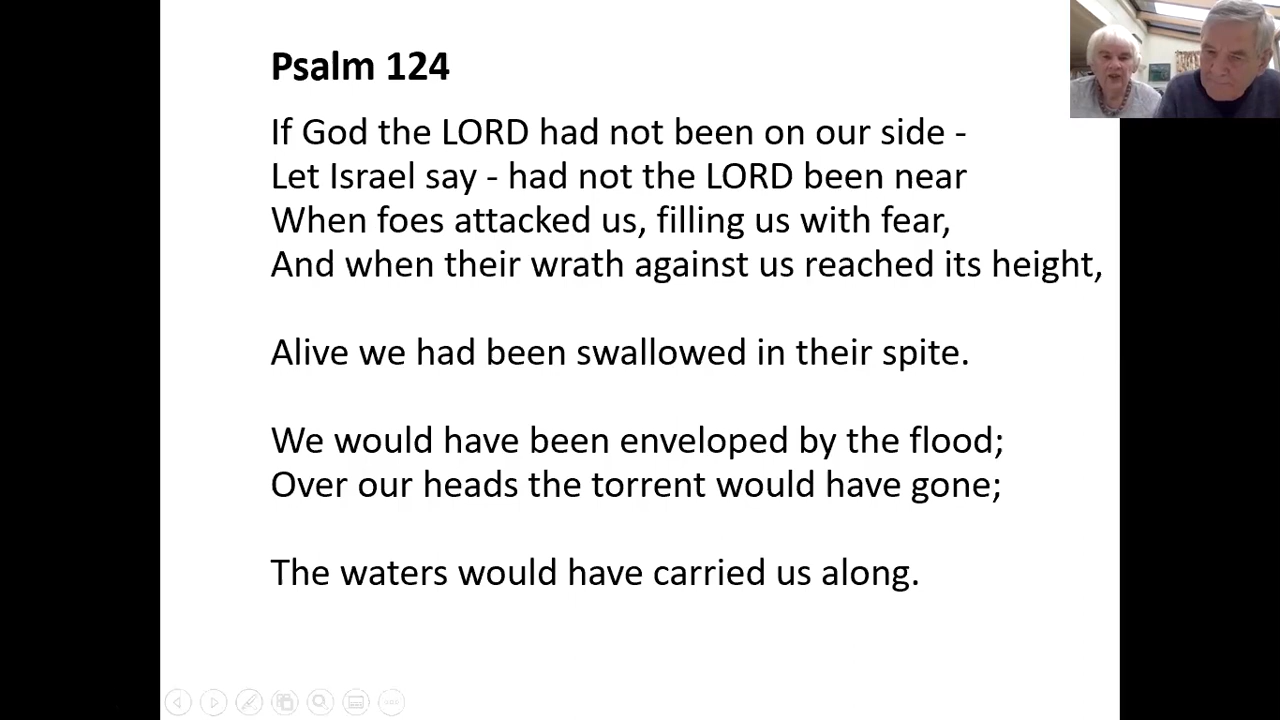 Psalm 124
If God the LORD had not been on our side -
Let Israel say - had not the LORD been near
When foes attacked us, filling us with fear,
And when their wrath against us reached its height,
Alive we had been swallowed in their spite.
We would have been enveloped by the flood;
Over our heads the torrent would have gone;
The waters would have carried us along.